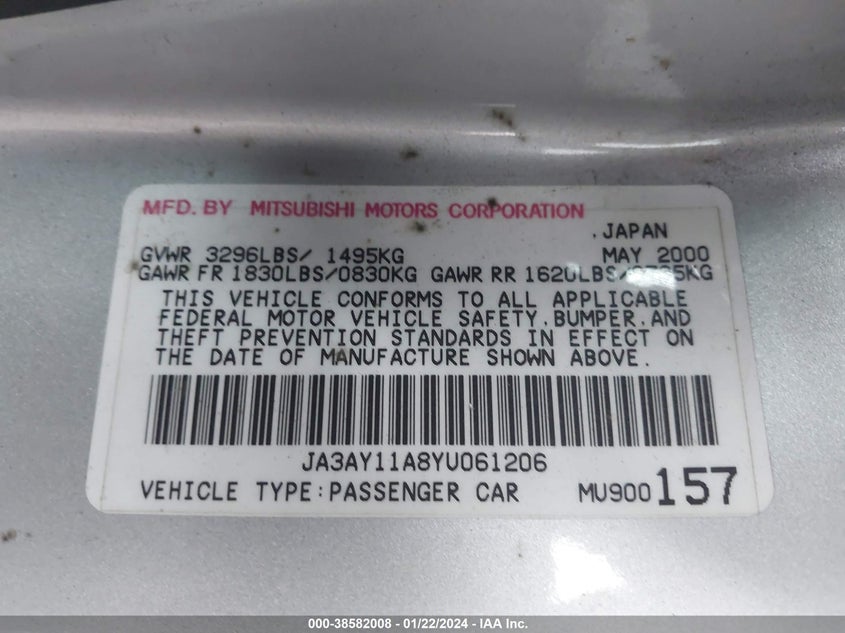 MFD. BY MITSUBISHI MOTORS CORPORATION
.JAPAN
GVWR 3296LBS/ 1495KG MAY 2000
GAWR FR 1830LBS/0830KG GAWR RR 1620LBS/
THIS VEHICLE CONFORMS TO ALL APPLICABLE
FEDERAL MOTOR VEHICLE SAFETY.BUMPER.AND
THEFT PREVENTION STANDARDS IN EFFECT ON
THE DATE OF MANUFACTURE SHOWN ABOVE.
JA3AY11A8YU061206
VEHICLE TYPE:PASSENGER CAR MU900157
000-38582008 - 01/22/2024 - IAA Inc.